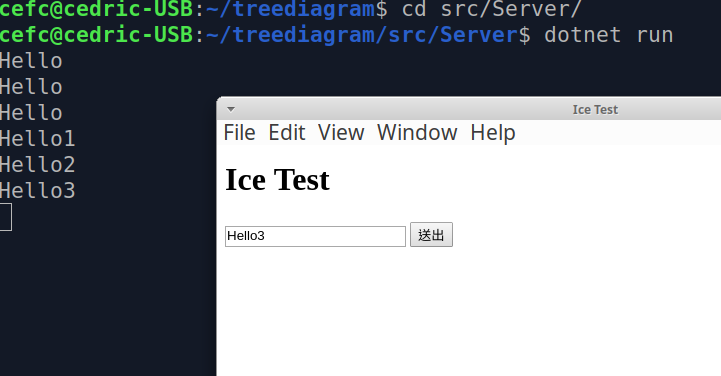 cefc@cedric-USB:~/treediagram$ cd src/Server/
cefc@cedric-USB:~/treediagram/src/Server$ dotnet run
Hello
Hello
Hello
Hello1
Hello2
Hello3
Ice Test
File Edit View Window Help
Ice Test
Hello3 送出